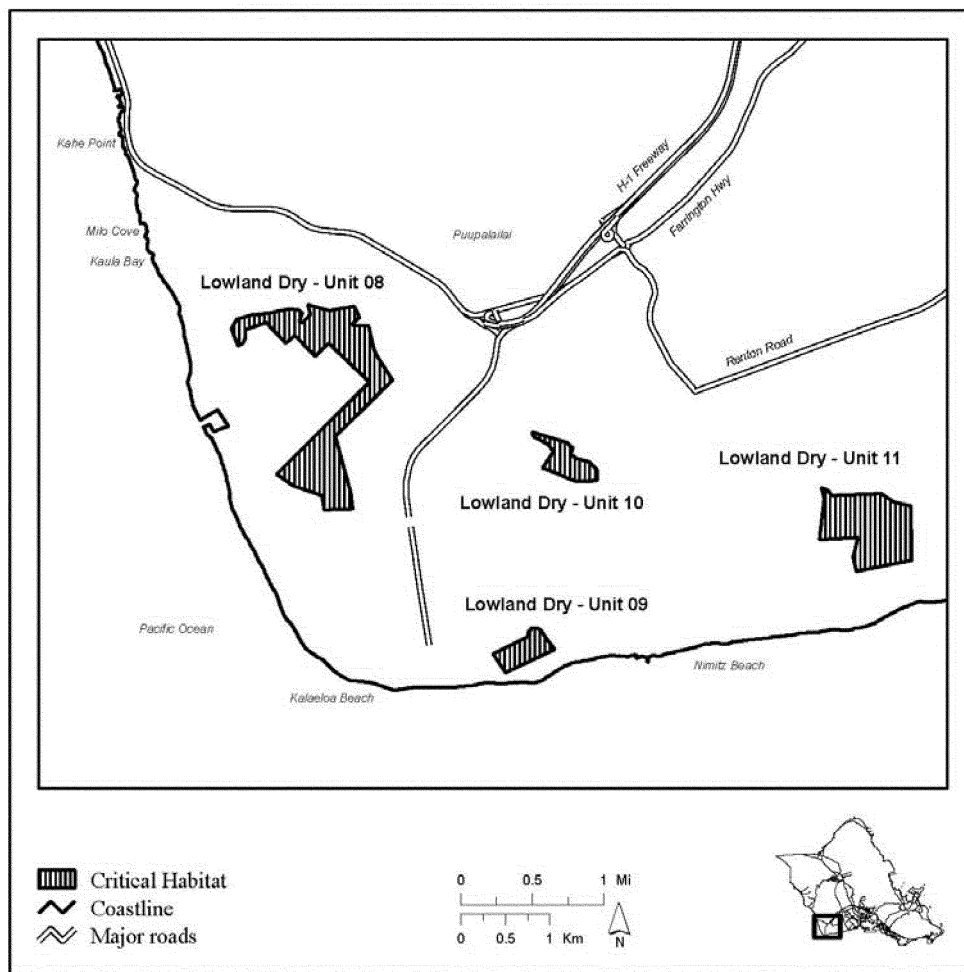 Kahe Point
H-1 Freeway
Farrington Hwy
Milo Cove
Puupalailai
Kaula Bay
Lowland Dry - Unit 08
Renton Road
Lowland Dry - Unit 11
Lowland Dry - Unit 10
Lowland Dry - Unit 09
Pacific Ocean
Nimitz Beach
Kalaeloa Beach
Critical Habitat
Coastline
Major roads
0 0.5 1 Mi
0 0.5 1 Km
N